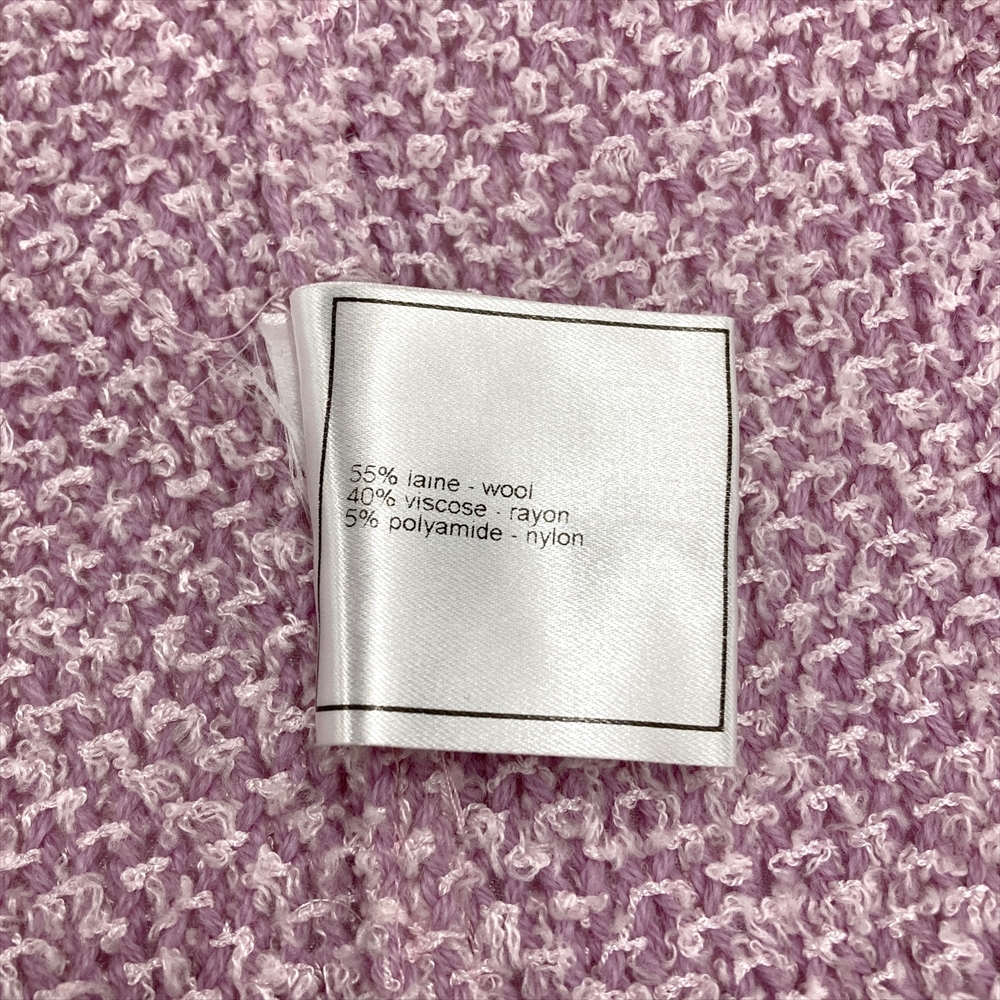 55% laine - wool
40% viscose - rayon
5% polyamide - nylon